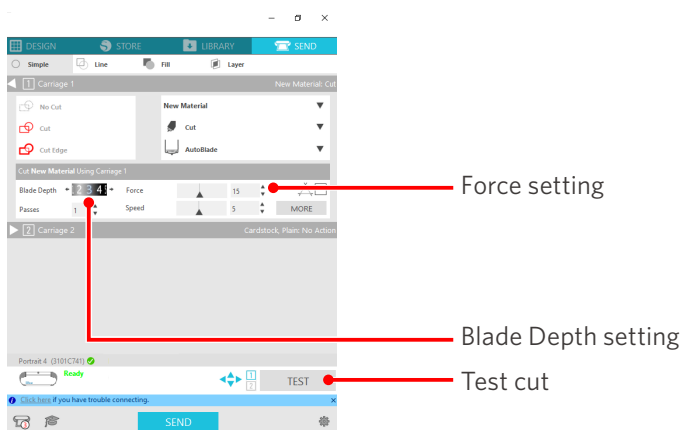 DESIGN STORE LIBRARY SEND
Simple Line Fill Layer
1 Carriage 1 New Material: Cut
No Cut New Material
Cut Cut
Cut Edge AutoBlade
Cut New Material Using Carriage 1
Blade Depth 2 3 4 Force 15
Force setting
Passes 1 Speed 5 MORE
2 Carriage 2 Cardstock, Plain: No Action
Blade Depth setting
Portrait 4 (3101C741)
Ready
1
2
TEST
Test cut
Click here if you have trouble connecting.
SEND